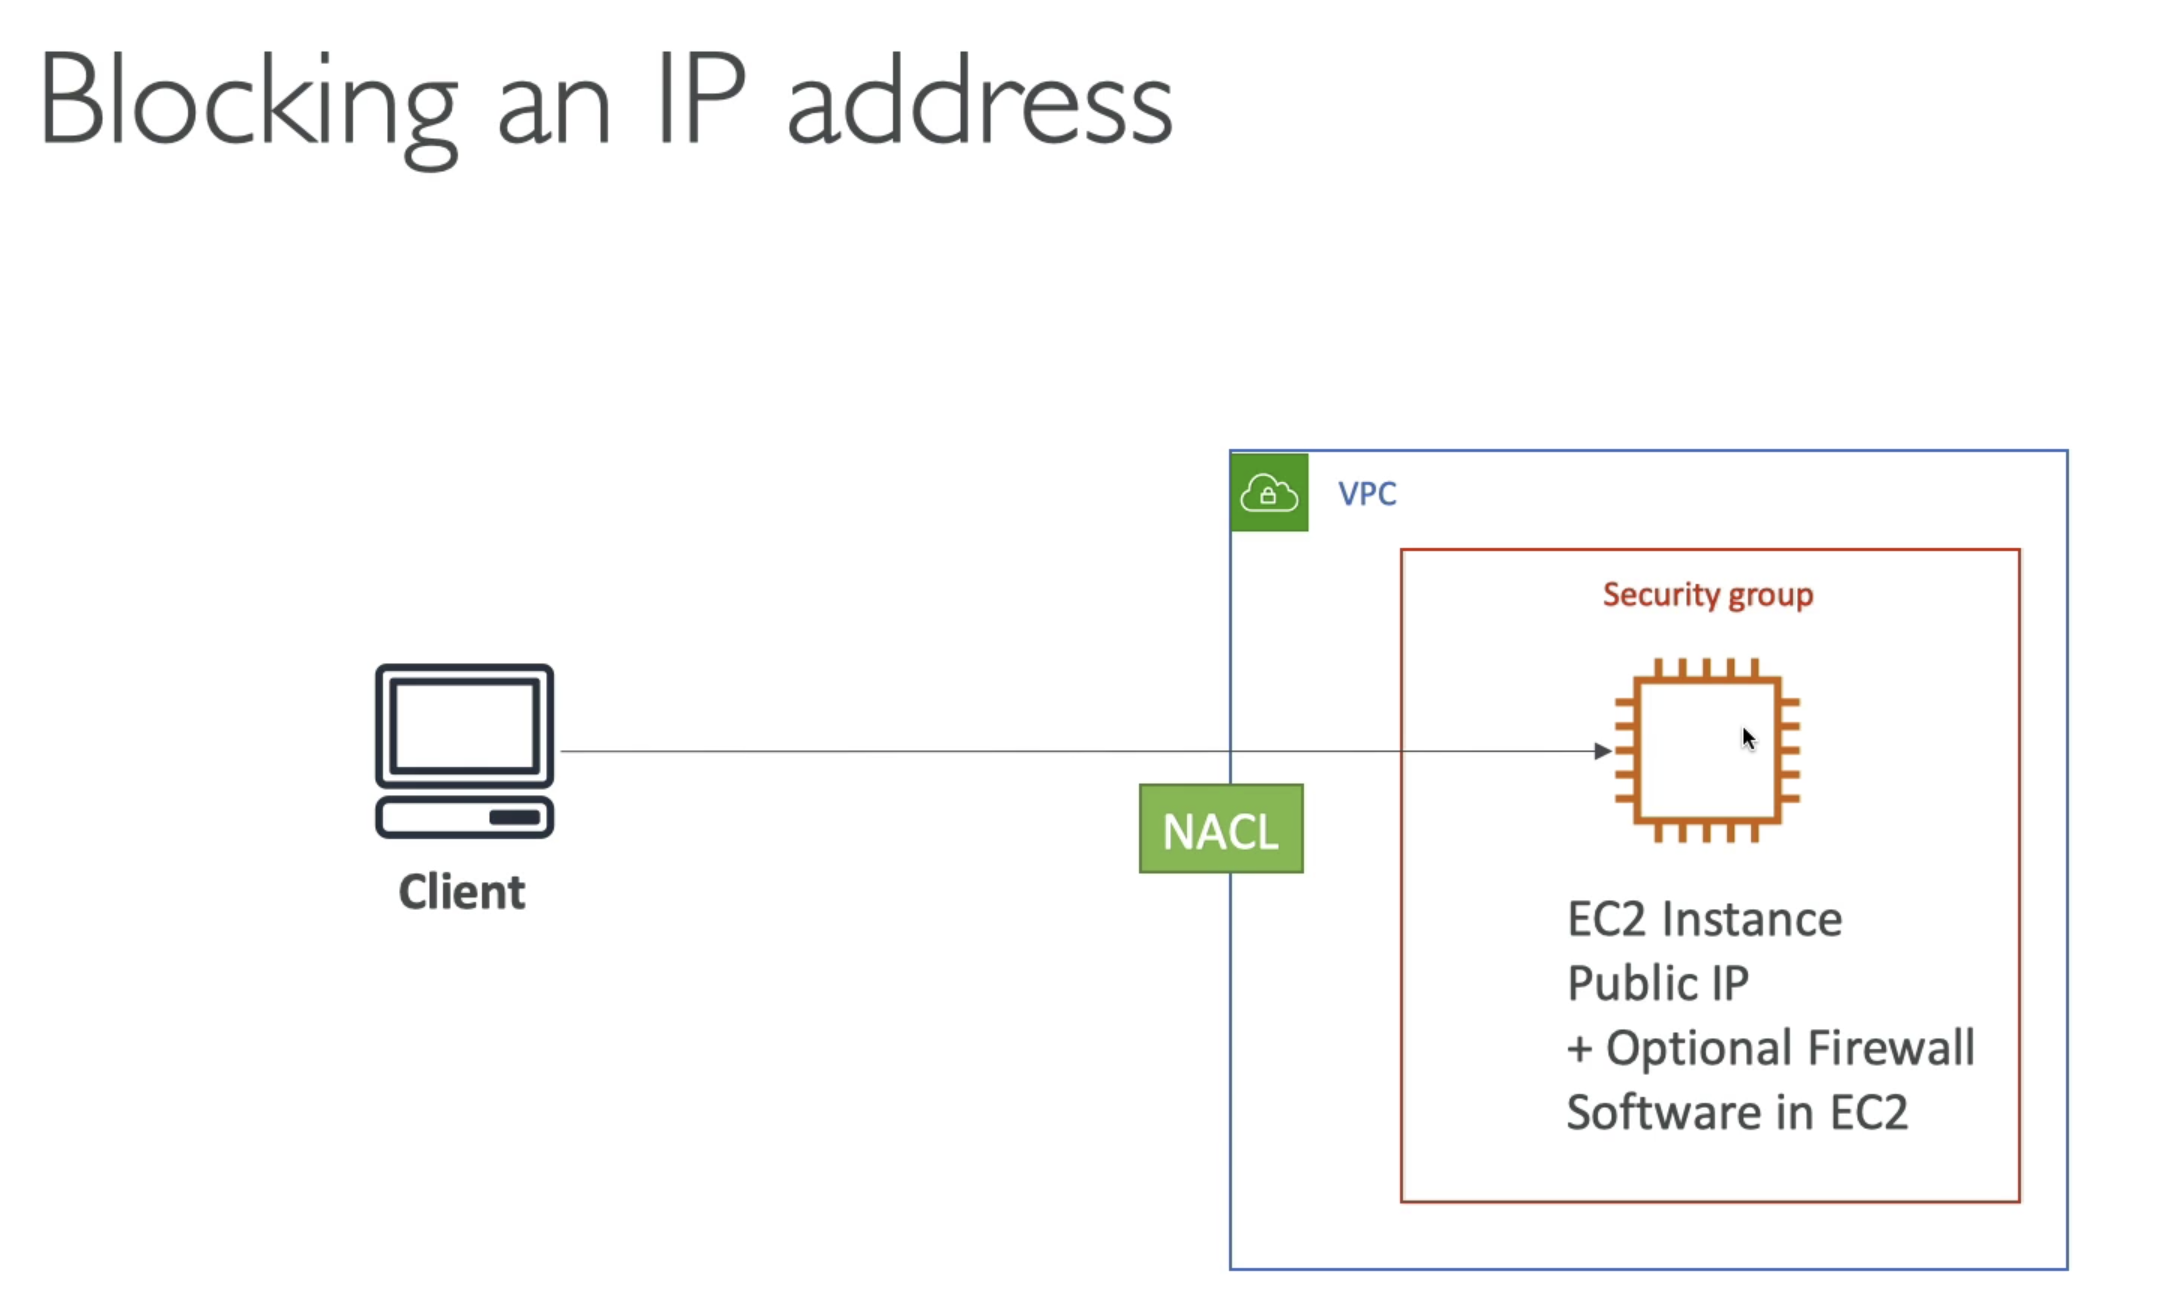 Blocking an IP address
VPC
Security group
NACL
Client
EC2 Instance
Public IP
+ Optional Firewall
Software in EC2